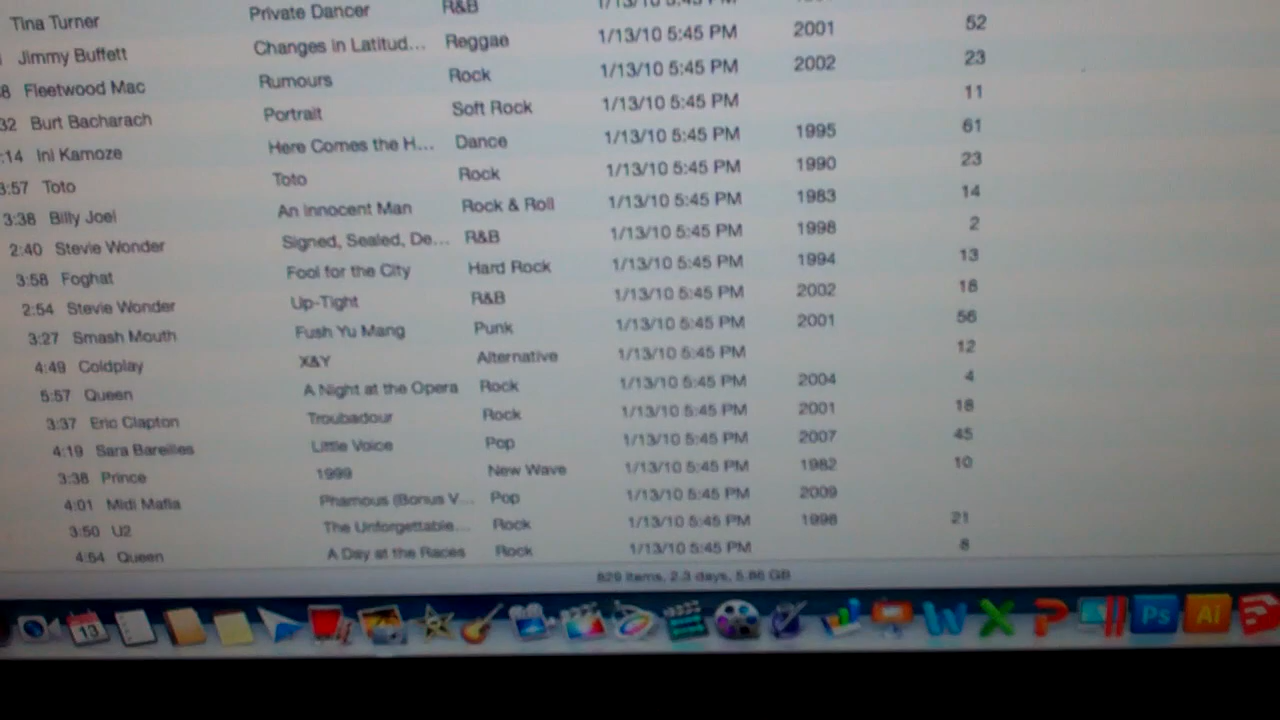 Tina Turner Private Dancer R&B
Jimmy Buffett Changes in Latitud... Reggae 1/13/10 5:45 PM 2001 52
Fleetwood Mac Rumours Rock 1/13/10 5:45 PM 2002 23
32 Burt Bacharach Portrait Soft Rock 1/13/10 5:45 PM 11
:14 Ini Kamoze Here Comes the H... Dance 1/13/10 5:45 PM 1995 61
3:57 Toto Toto Rock 1/13/10 5:45 PM 1990 23
3:38 Billy Joel An Innocent Man Rock & Roll 1/13/10 5:45 PM 1983 14
2:40 Stevie Wonder Signed, Sealed, De... R&B 1/13/10 5:45 PM 1998 2
3:58 Foghat Fool for the City Hard Rock 1/13/10 5:45 PM 1994 13
2:54 Stevie Wonder Up-Tight R&B 1/13/10 5:45 PM 2002 18
3:27 Smash Mouth Fush Yu Mang Punk 1/13/10 5:45 PM 2001 56
4:49 Coldplay X&Y Alternative 1/13/10 5:45 PM 12
5:57 Queen A Night at the Opera Rock 1/13/10 5:45 PM 2004 4
3:37 Eric Clapton Troubadour Rock 1/13/10 5:45 PM 2001 18
4:19 Sara Bareilles Little Voice Pop 1/13/10 5:45 PM 2007 45
3:38 Prince 1999 New Wave 1/13/10 5:45 PM 1982 10
4:01 Midi Mafia Phamous (Bonus V... Pop 1/13/10 5:45 PM 2009
3:50 U2 The Unforgettable... Rock 1/13/10 5:45 PM 1998 21
4:54 Queen A Day at the Races Rock 1/13/10 5:45 PM 8
829 items, 2.3 days, 5.86 GB
13 W X P Ps Ai